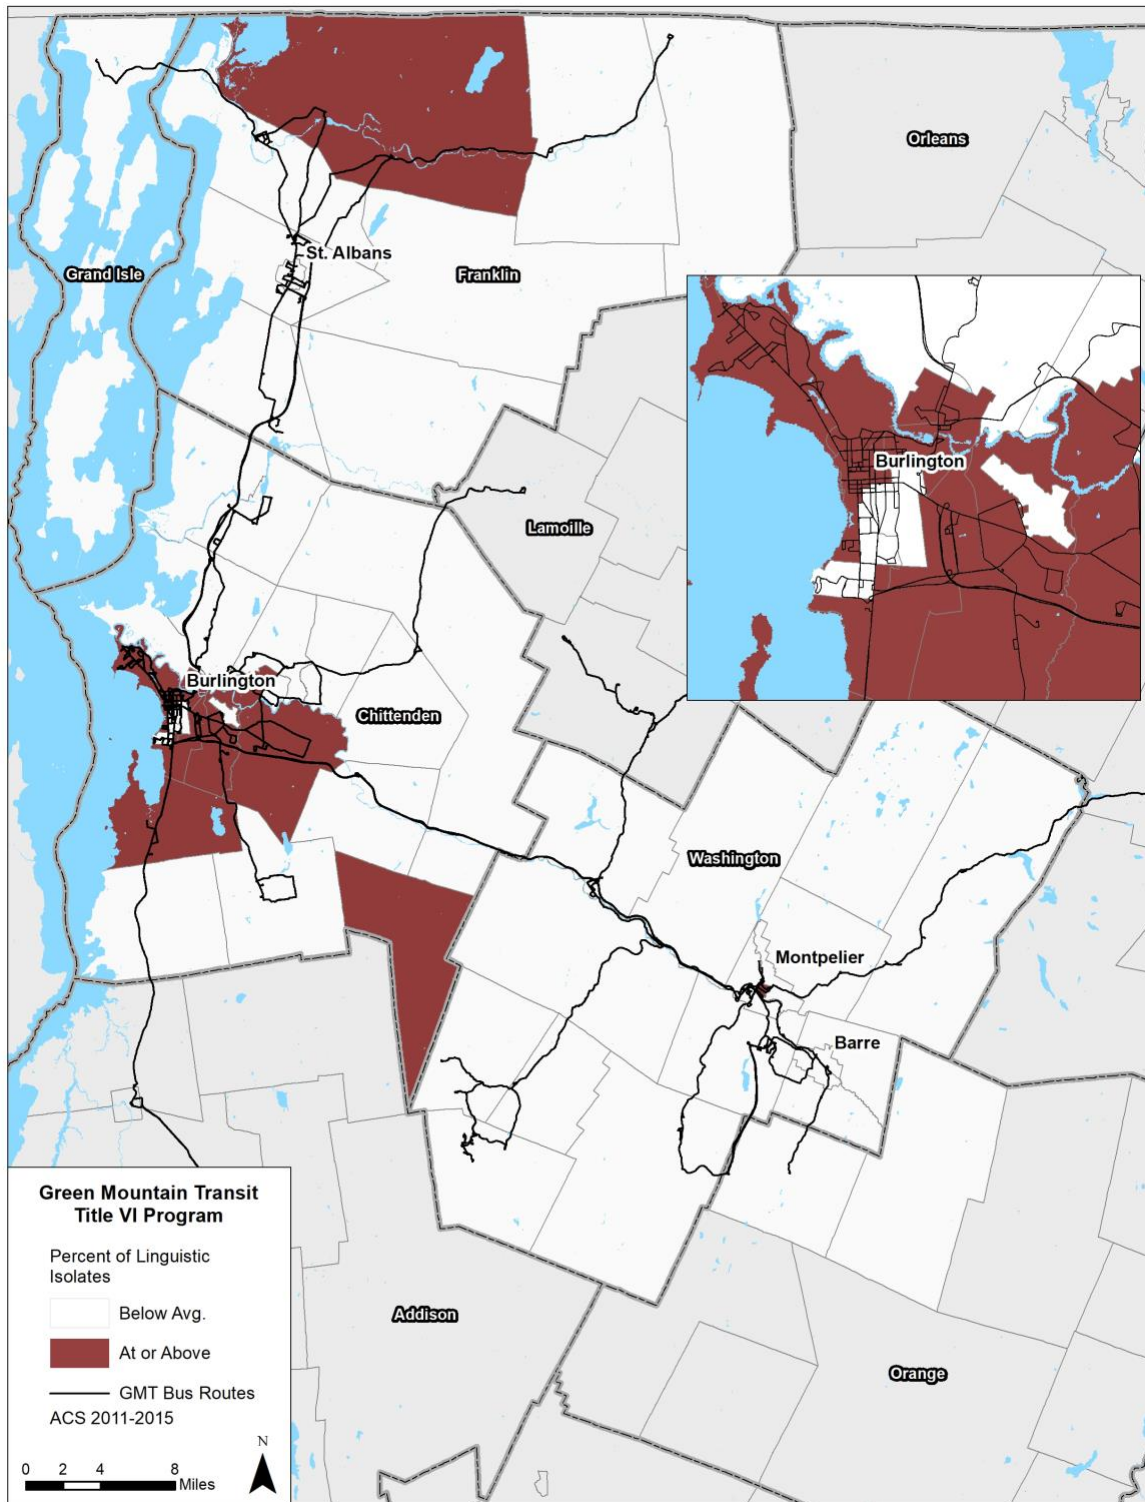 Orleans
St. Albans
Grand Isle
Franklin
Burlington
Lamoille
Burlington
Chittenden
Washington
Montpelier
Barre
Green Mountain Transit
Title VI Program
Percent of Linguistic
Isolates
Below Avg.
At or Above
GMT Bus Routes
ACS 2011-2015
N
0 2 4 8
Miles
Addison
Orange